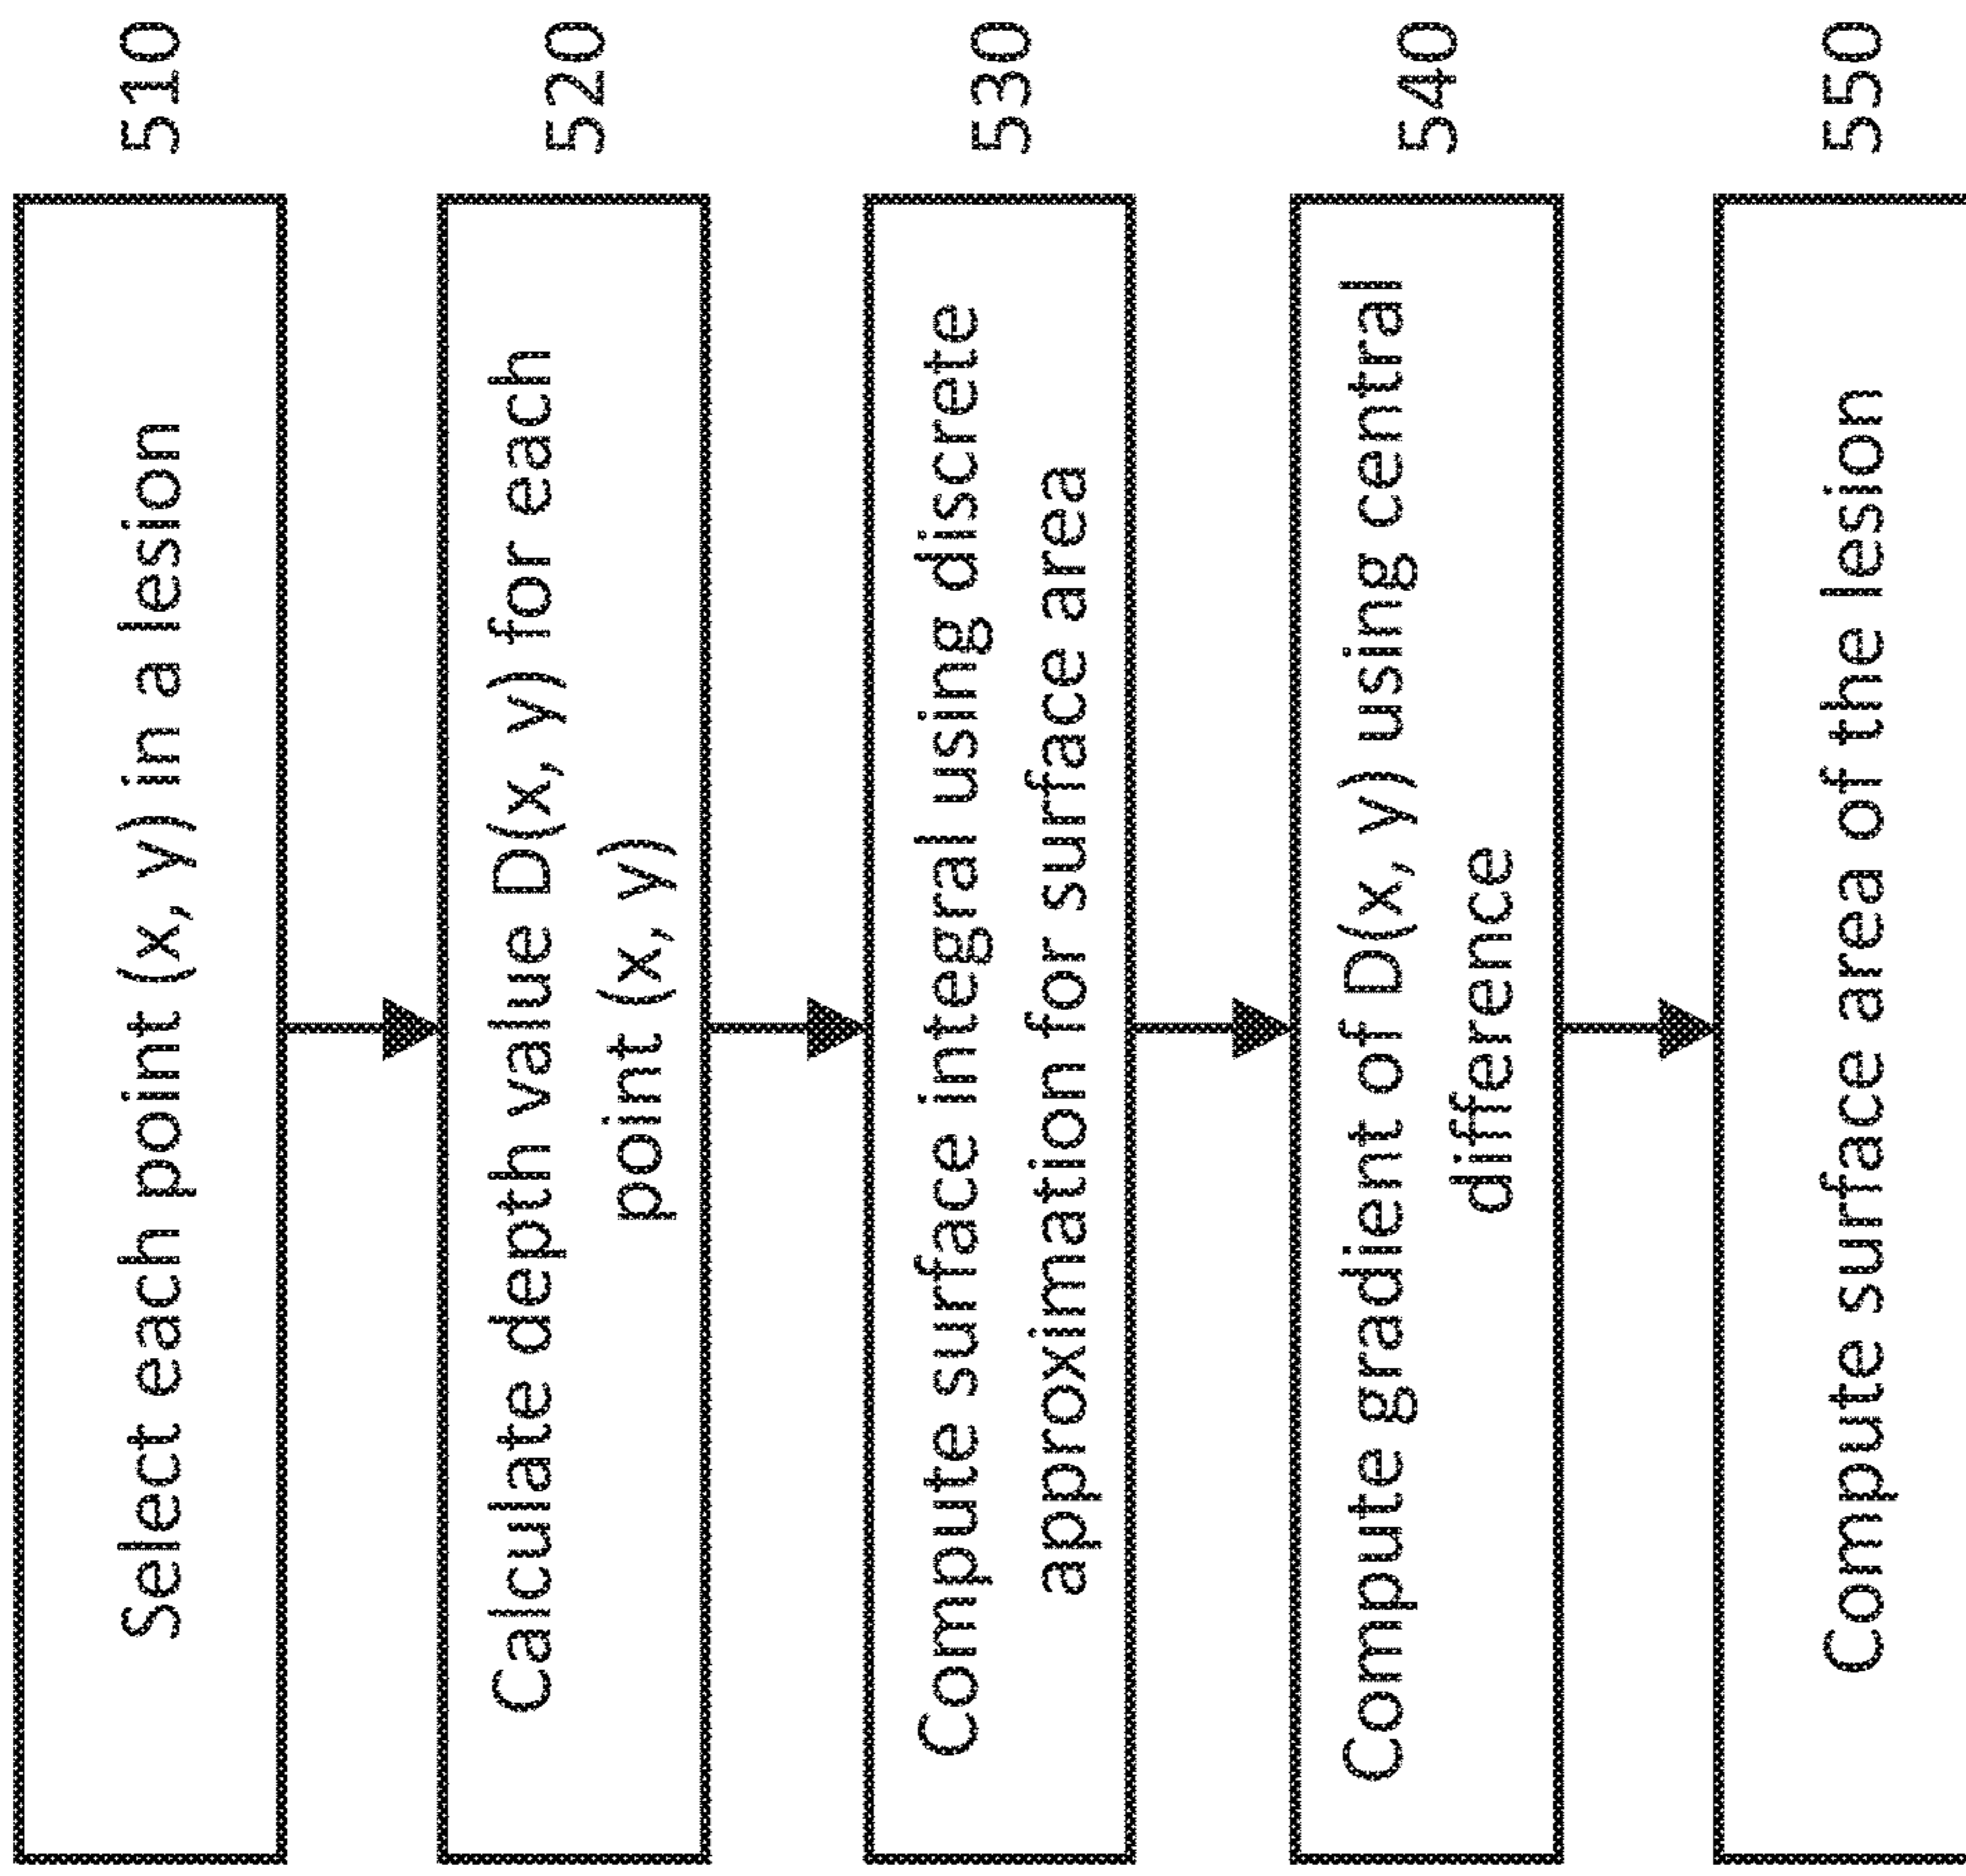 Select each point (x, y) in a lesion
510
Calculate depth value D(x, y) for each
point (x, y)
520
Compute surface integral using discrete
approximation for surface area
530
Compute gradient of D(x, y) using central
difference
540
Compute surface area of the lesion
550